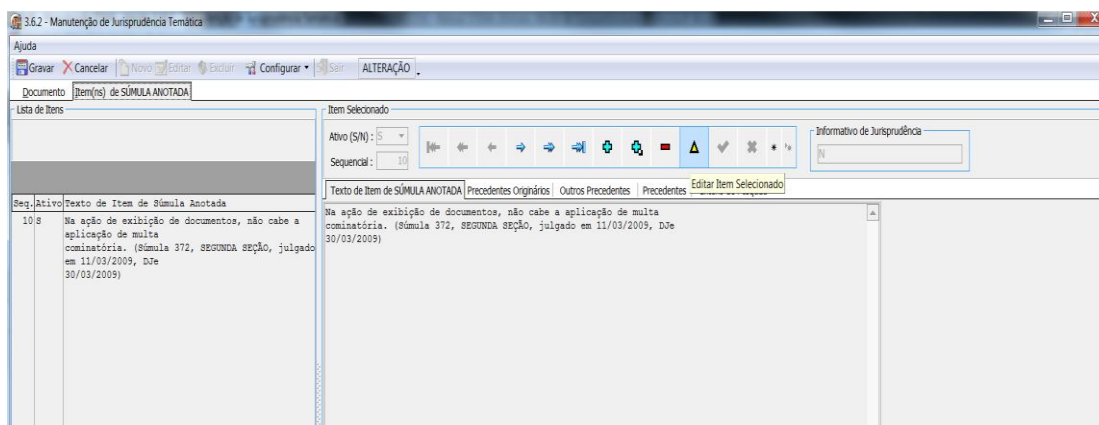 3.6.2 - Manutenção de Jurisprudência Temática
Ajuda
Gravar Cancelar Novo Editar Excluir Configurar Sair ALTERAÇÃO
Documento Item(ns) de SÚMULA ANOTADA
Lista de Itens
Item Selecionado
Ativo (S/N) : S
Sequencial : 10
Informativo de Jurisprudência
N
Editar Item Selecionado
Texto de Item de SÚMULA ANOTADA Precedentes Originários Outros Precedentes Precedentes
Seq. Ativo Texto de Item de Súmula Anotada
10 S Na ação de exibição de documentos, não cabe a
aplicação de multa
cominatória. (Súmula 372, SEGUNDA SEÇÃO, julgado
em 11/03/2009, DJe
30/03/2009)
Na ação de exibição de documentos, não cabe a aplicação de multa
cominatória. (Súmula 372, SEGUNDA SEÇÃO, julgado em 11/03/2009, DJe
30/03/2009)